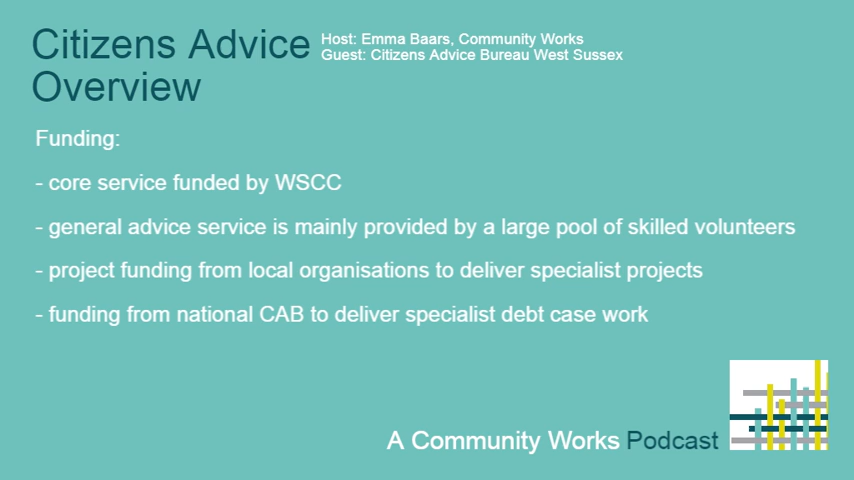 Citizens Advice
Overview
Host: Emma Baars, Community Works
Guest: Citizens Advice Bureau West Sussex
Funding:
- core service funded by WSCC
- general advice service is mainly provided by a large pool of skilled volunteers
- project funding from local organisations to deliver specialist projects
- funding from national CAB to deliver specialist debt case work
A Community Works Podcast